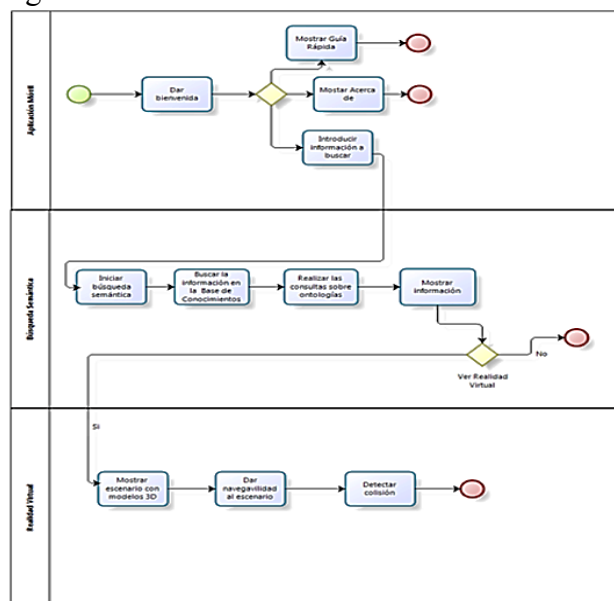 Aplicación Móvil
Dar
bienvenida
Mostrar Guía
Rápida
Mostar Acerca
de
Introducir
información a
buscar
Búsqueda Semántica
Iniciar
búsqueda
semántica
Buscar la
información en
la Base de
Conocimientos
Realizar las
consultas sobre
ontologías
Mostrar
información
Ver Realidad
Virtual
No
Si
Realidad Virtual
Mostrar
escenario con
modelos 3D
Dar
navegavilidad
al escenario
Detectar
colisión